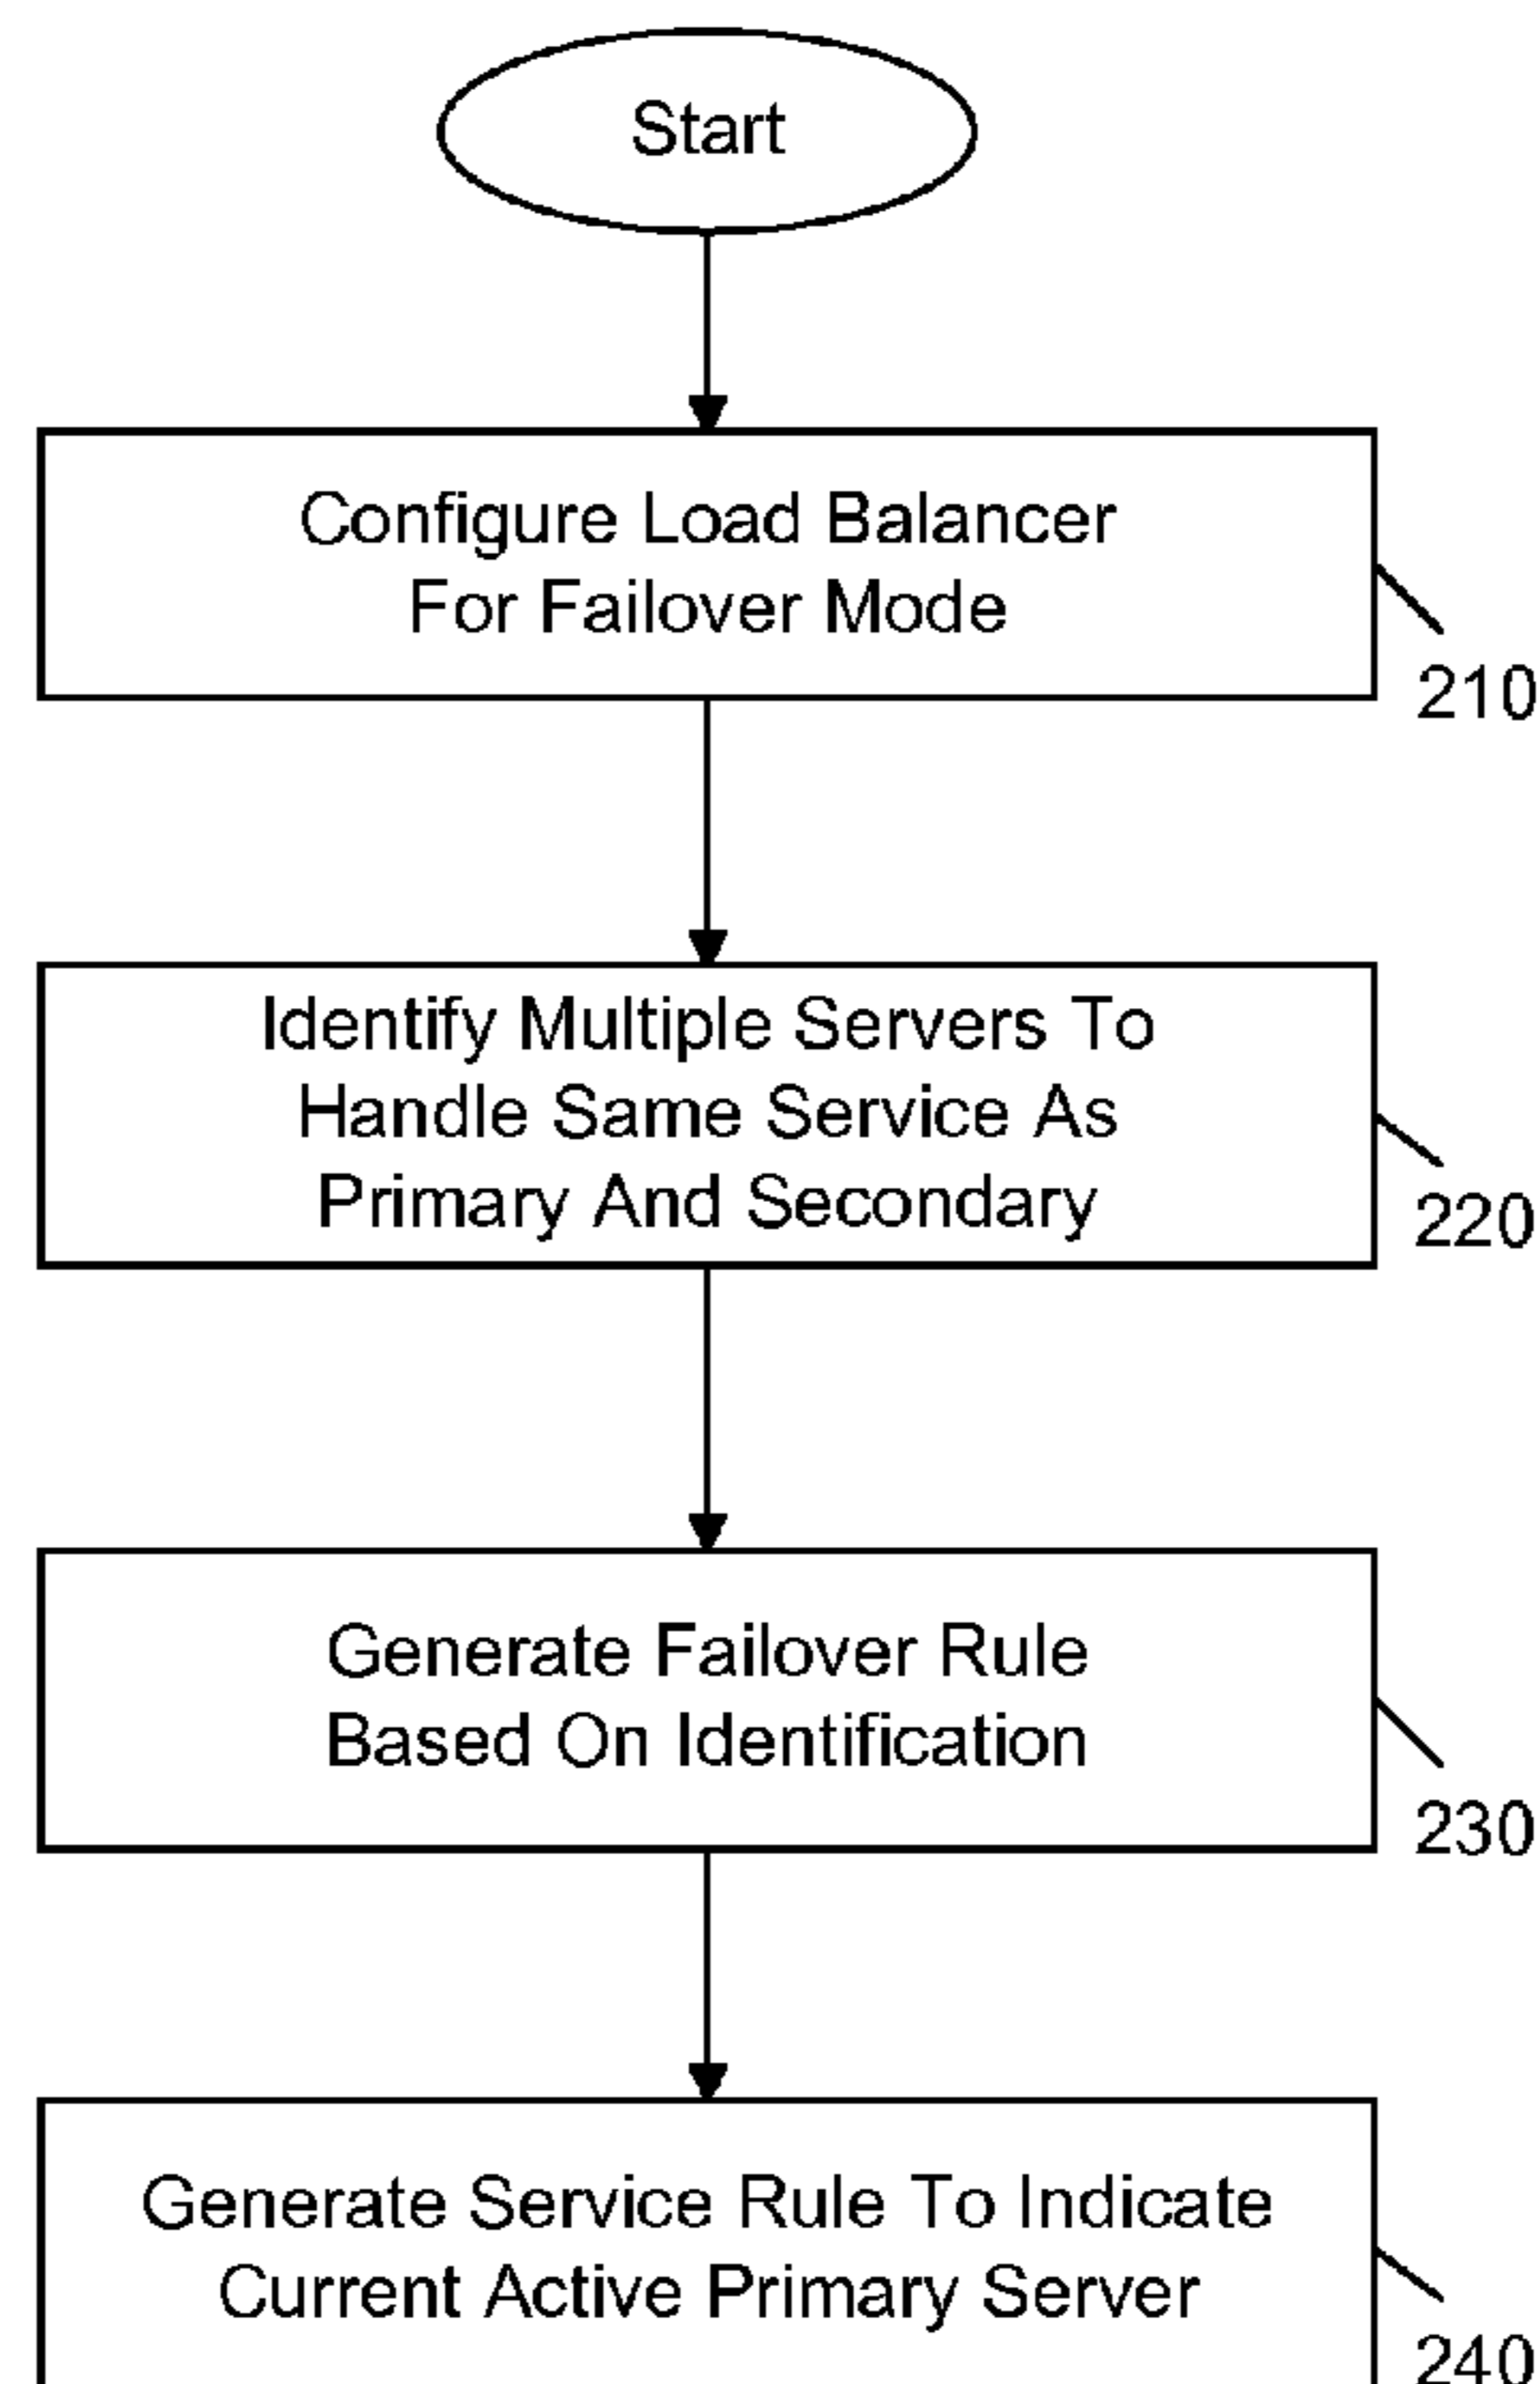 Start
Configure Load Balancer
For Failover Mode
210
Identify Multiple Servers To
Handle Same Service As
Primary And Secondary
220
Generate Failover Rule
Based On Identification
230
Generate Service Rule To Indicate
Current Active Primary Server
240